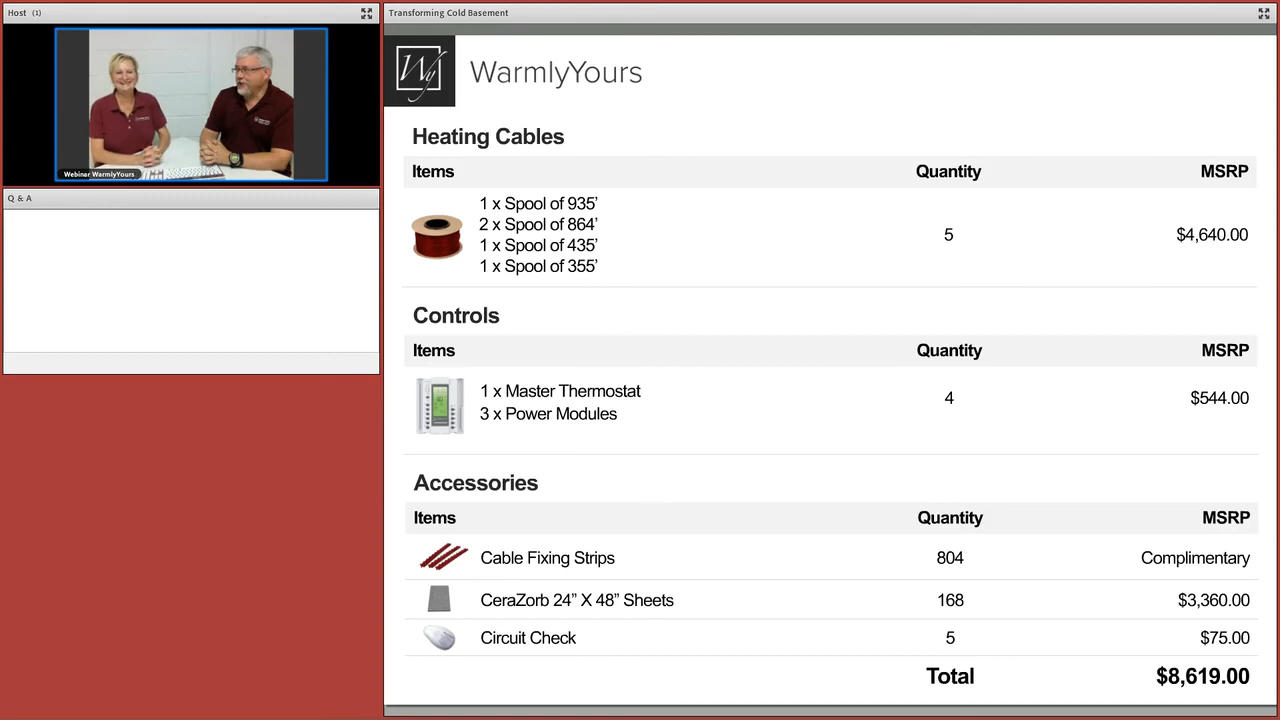 Host (1)
Webinar WarmlyYours
Q & A
Transforming Cold Basement
Wy
WarmlyYours
Heating Cables
Items Quantity MSRP
1 x Spool of 935’
2 x Spool of 864’
1 x Spool of 435’
1 x Spool of 355’
5 $4,640.00
Controls
Items Quantity MSRP
1 x Master Thermostat
3 x Power Modules
4 $544.00
Accessories
Items Quantity MSRP
Cable Fixing Strips 804 Complimentary
CeraZorb 24” X 48” Sheets 168 $3,360.00
Circuit Check 5 $75.00
Total $8,619.00